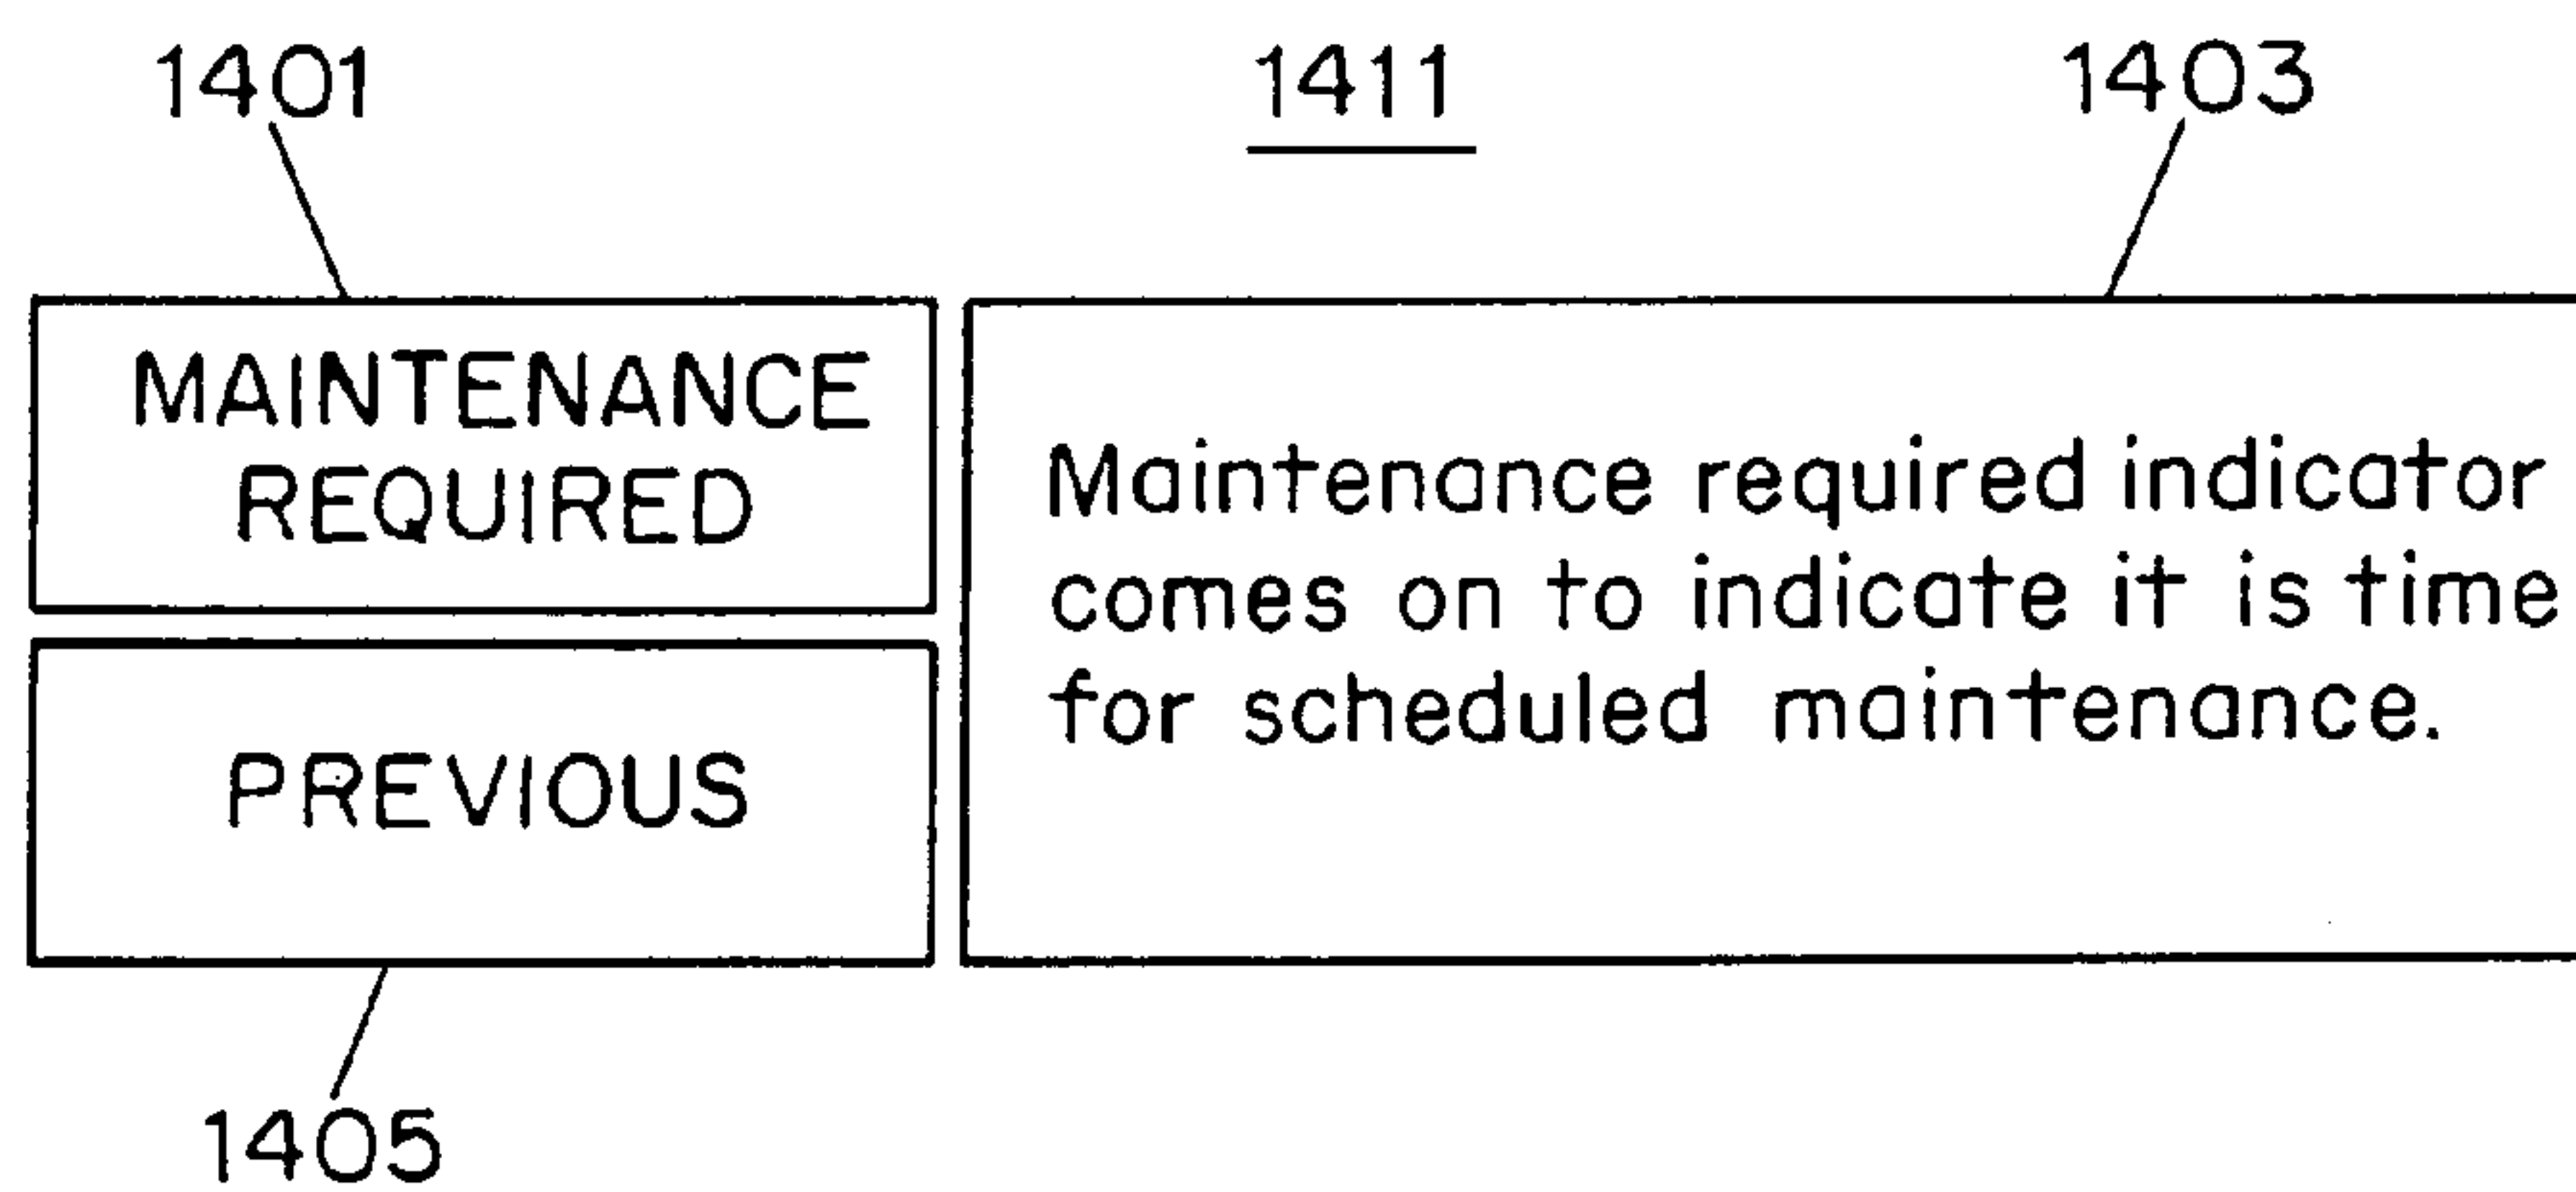 1401
1411
1403
MAINTENANCE
REQUIRED
Maintenance required indicator
comes on to indicate it is time
for scheduled maintenance.
PREVIOUS
1405